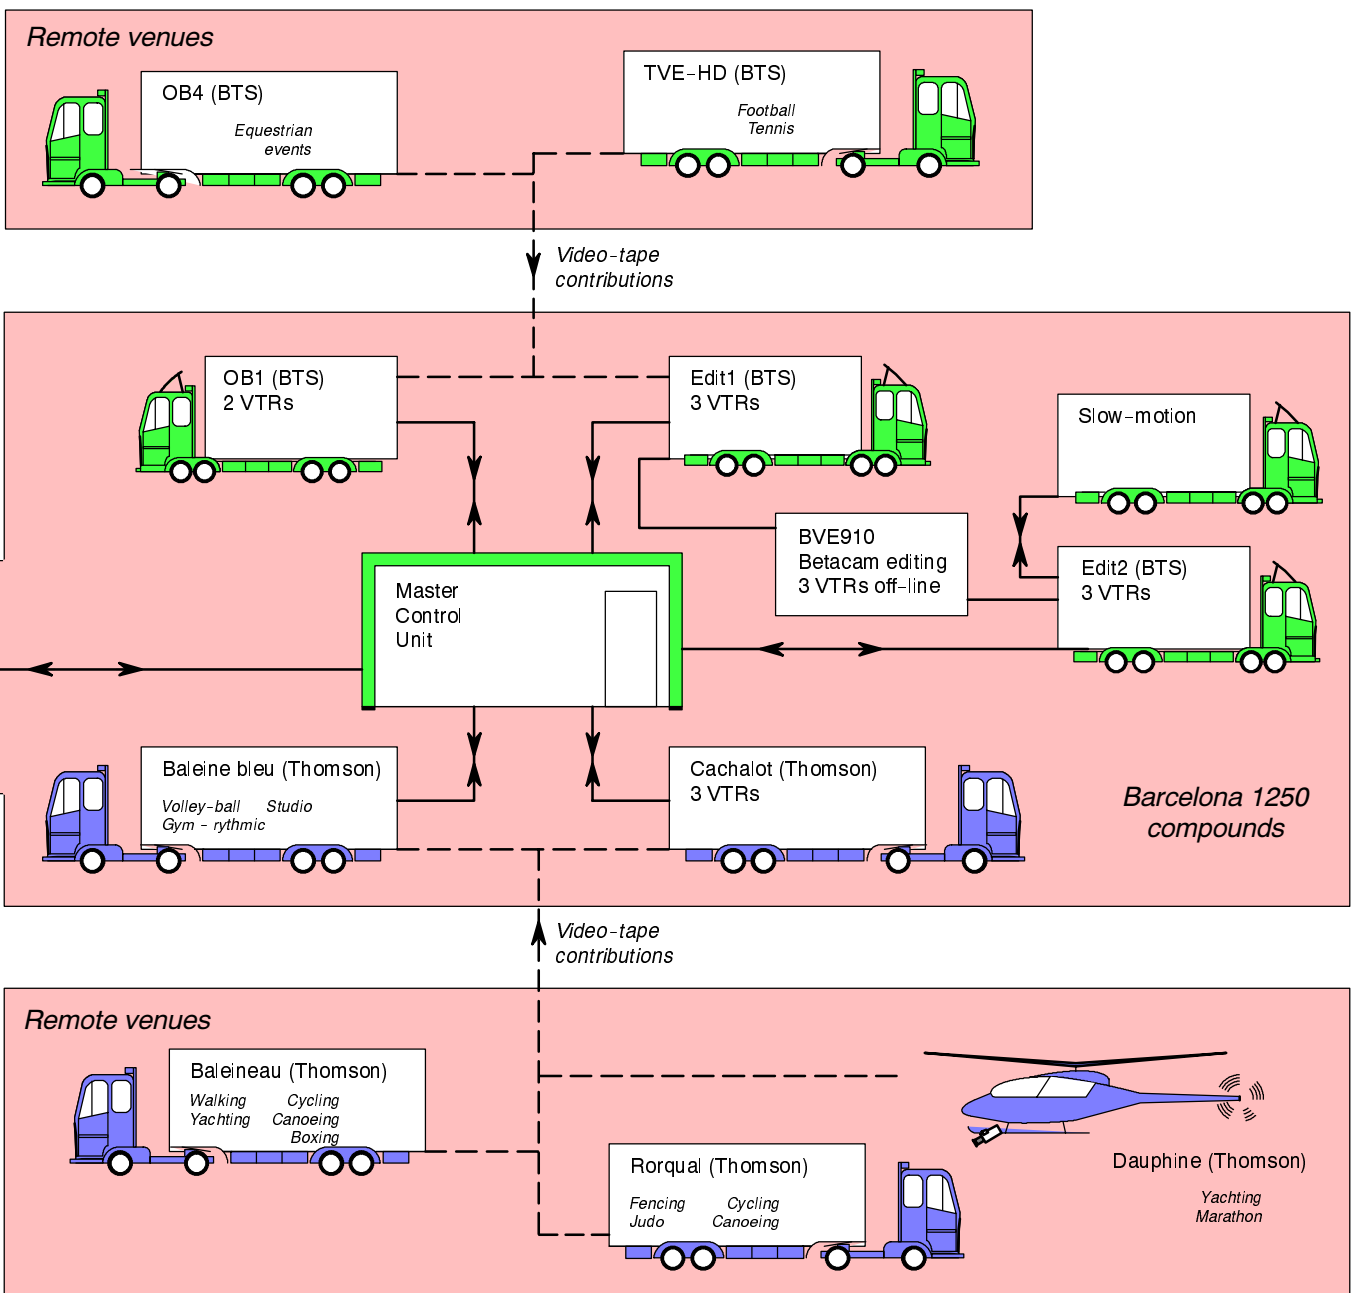 Remote venues
OB4 (BTS)
Equestrian
events
TVE-HD (BTS)
Football
Tennis
Video-tape
contributions
OB1 (BTS)
2 VTRs
Edit1 (BTS)
3 VTRs
Slow-motion
BVE910
Betacam editing
3 VTRs off-line
Edit2 (BTS)
3 VTRs
Master
Control
Unit
Baleine bleu (Thomson)
Volley-ball Studio
Gym - rythmic
Cachalot (Thomson)
3 VTRs
Barcelona 1250
compounds
Video-tape
contributions
Remote venues
Baleineau (Thomson)
Walking Cycling
Yachting Canoeing
Boxing
Rorqual (Thomson)
Fencing Cycling
Judo Canoeing
Dauphine (Thomson)
Yachting
Marathon